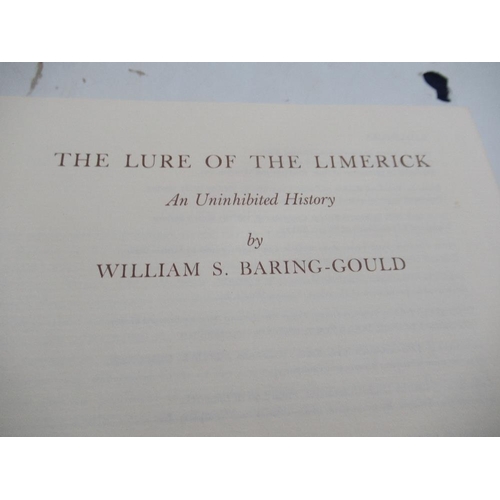 THE LURE OF THE LIMERICK
An Uninhibited History
by
WILLIAM S. BARING-GOULD